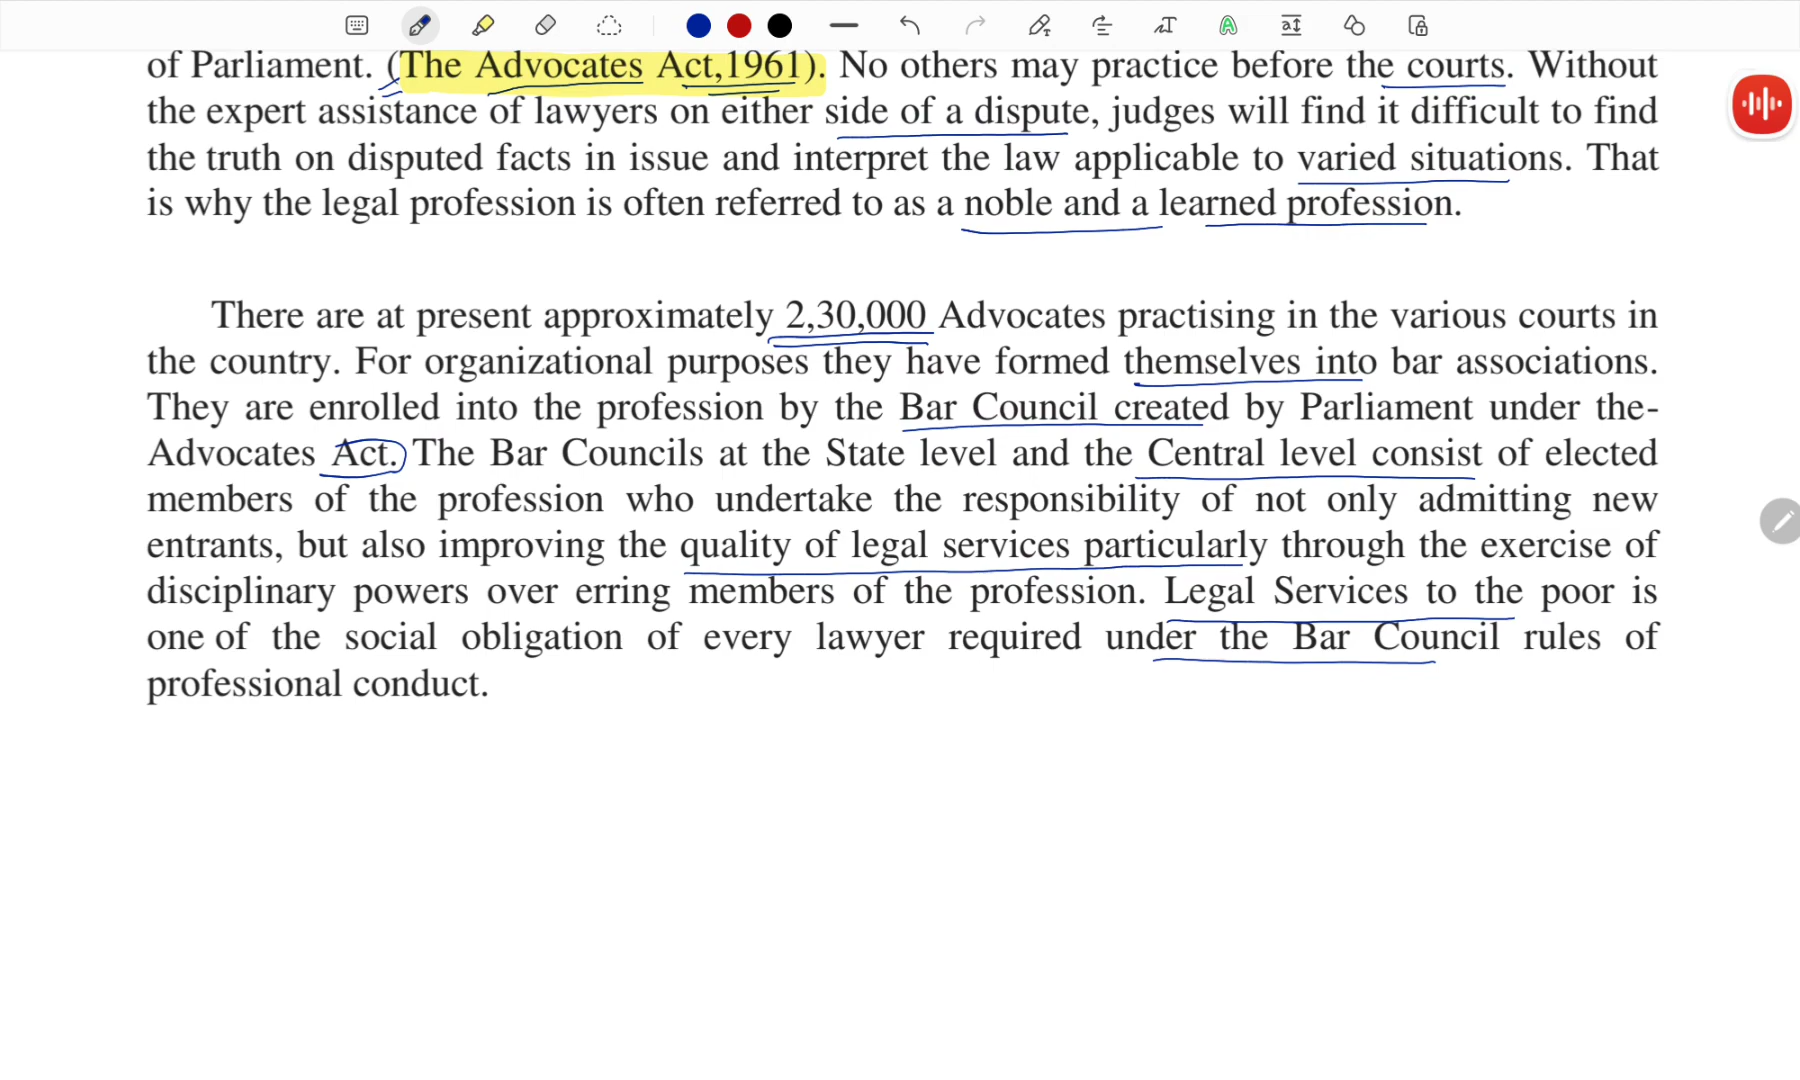 of Parliament. (The Advocates Act,1961). No others may practice before the courts. Without
the expert assistance of lawyers on either side of a dispute, judges will find it difficult to find
the truth on disputed facts in issue and interpret the law applicable to varied situations. That
is why the legal profession is often referred to as a noble and a learned profession.
There are at present approximately 2,30,000 Advocates practising in the various courts in
the country. For organizational purposes they have formed themselves into bar associations.
They are enrolled into the profession by the Bar Council created by Parliament under the-
Advocates Act. The Bar Councils at the State level and the Central level consist of elected
members of the profession who undertake the responsibility of not only admitting new
entrants, but also improving the quality of legal services particularly through the exercise of
disciplinary powers over erring members of the profession. Legal Services to the poor is
one of the social obligation of every lawyer required under the Bar Council rules of
professional conduct.